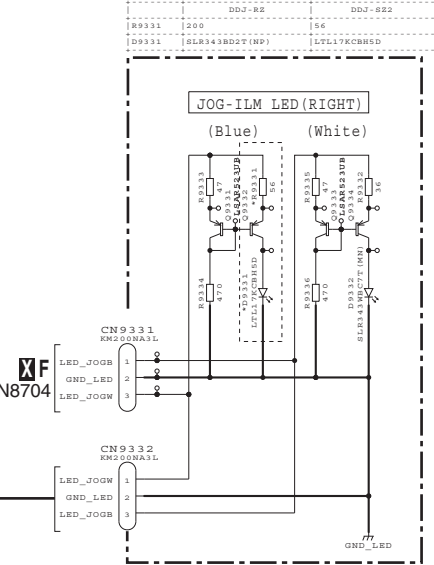 DDJ-RZ DDJ-SZ2
R9331 200 56
D9331 SLR343BD2T(NP) LTL17KCBH5D
JOG-ILM LED(RIGHT)
(Blue) (White)
R9333
47
Q9331
LSAR523UB
Q9332
*R9331
56
R9335
47
Q9333
LSAR523UB
Q9334
R9332
36
R9334
470
*D9331
LTL17KCBH5D
R9336
470
D9332
SLR343WBC7T(MN)
CN9331
KM200NA3L
X F
N8704
LED_JOGB 1
GND_LED 2
LED_JOGW 3
CN9332
KM200NA3L
LED_JOGW 1
GND_LED 2
LED_JOGB 3
GND_LED